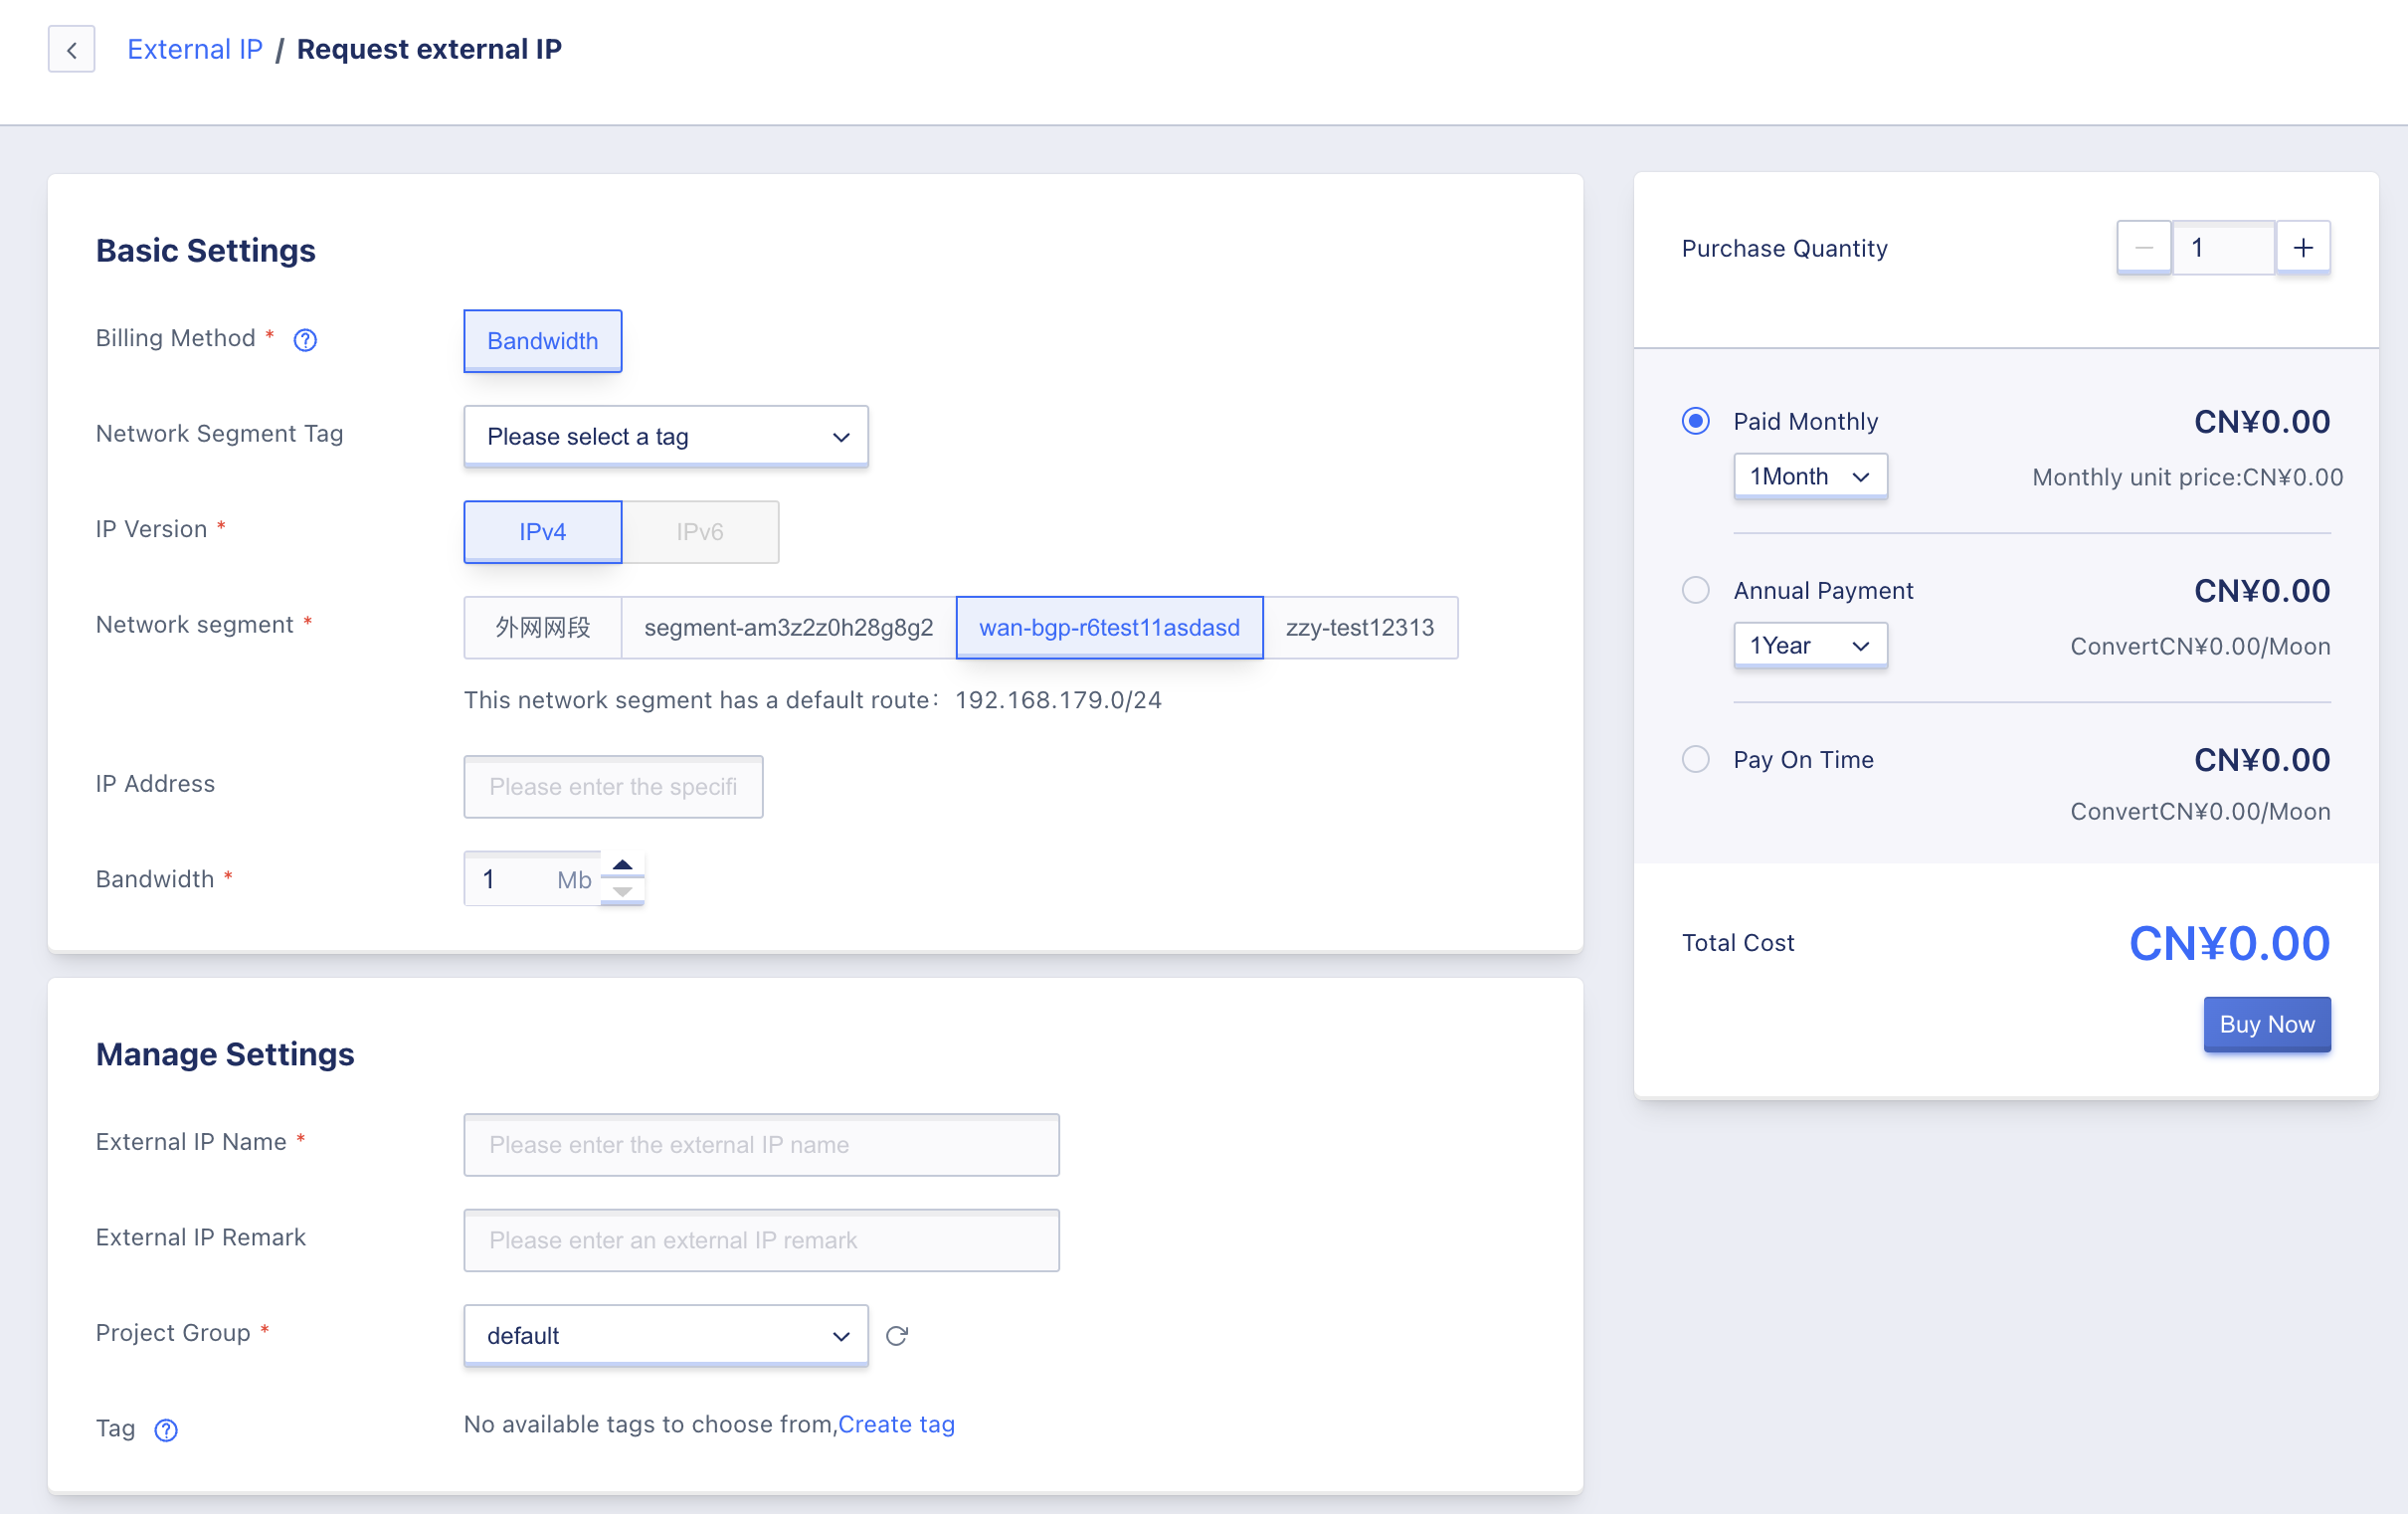 External IP / Request external IP
Basic Settings
Billing Method *
Bandwidth
Network Segment Tag
Please select a tag
IP Version *
IPv4
IPv6
Network segment *
外网网段
segment-am3z2z0h28g8g2
wan-bgp-r6test11asdasd
zzy-test12313
This network segment has a default route：192.168.179.0/24
IP Address
Please enter the specifi
Bandwidth *
1 Mb
Manage Settings
External IP Name *
Please enter the external IP name
External IP Remark
Please enter an external IP remark
Project Group *
default
Tag
No available tags to choose from,Create tag
Purchase Quantity
1
Paid Monthly
CN¥0.00
1Month
Monthly unit price:CN¥0.00
Annual Payment
CN¥0.00
1Year
ConvertCN¥0.00/Moon
Pay On Time
CN¥0.00
ConvertCN¥0.00/Moon
Total Cost
CN¥0.00
Buy Now